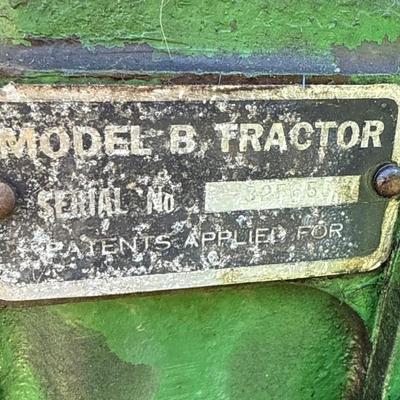 MODEL B TRACTOR
SERIAL No
PATENTS APPLIED FOR